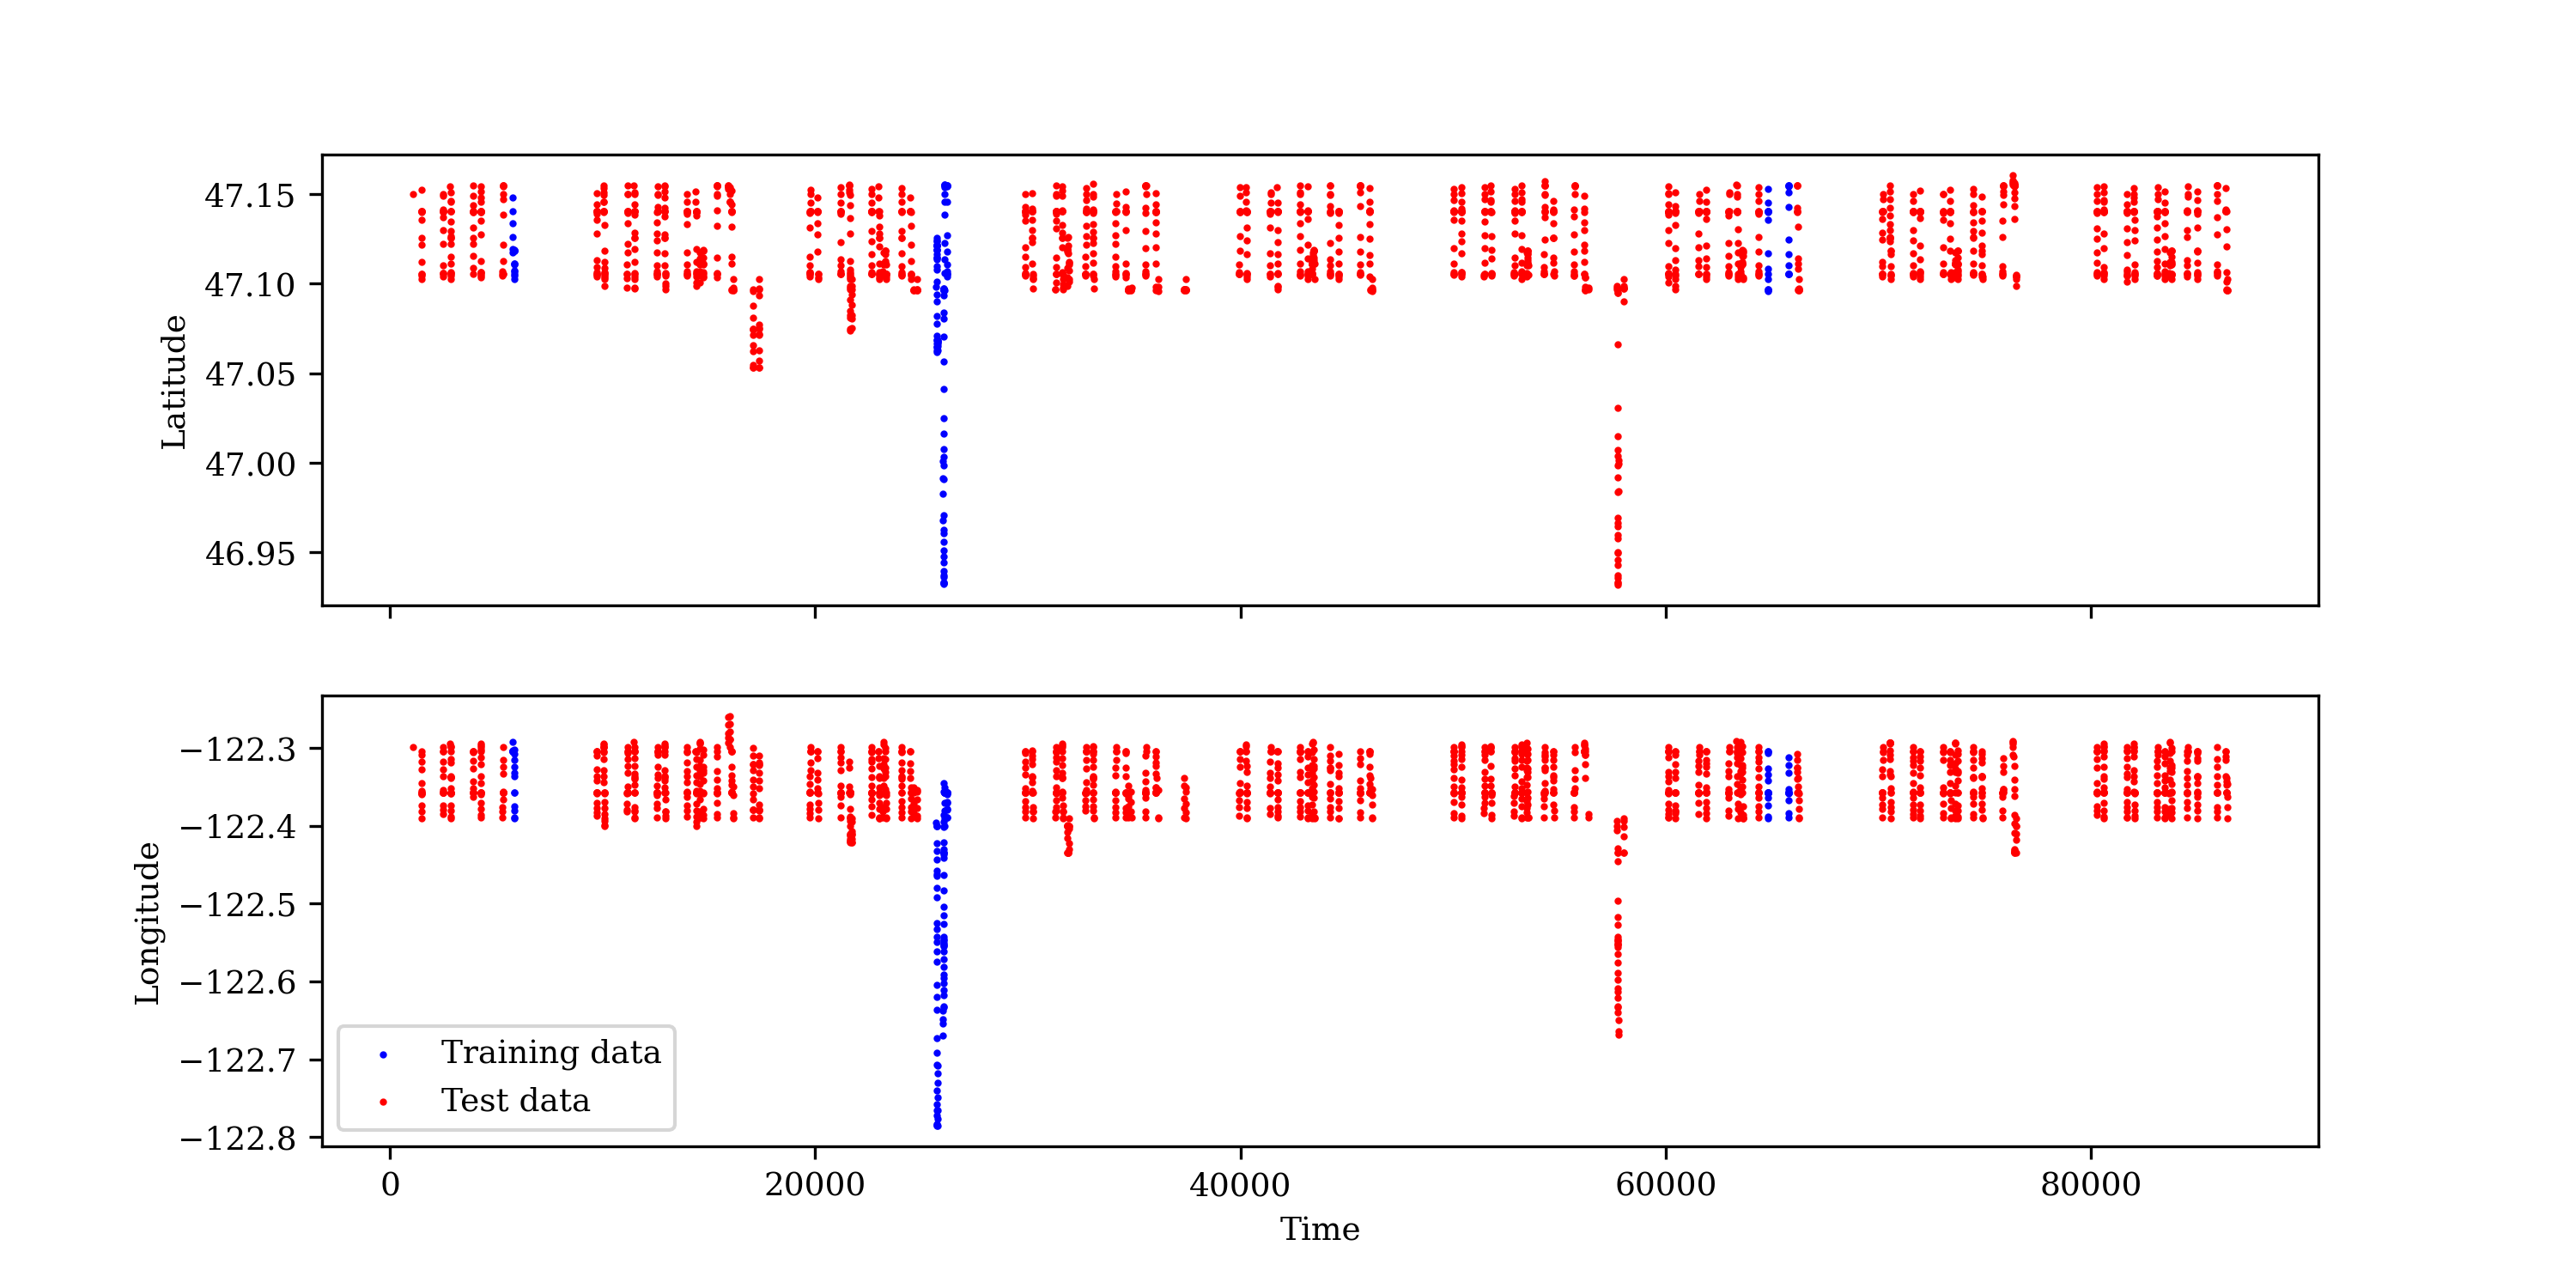 47.15
47.10
47.05
47.00
46.95
Latitude
−122.3
−122.4
−122.5
−122.6
−122.7
−122.8
Longitude
Training data
Test data
0 20000 40000 60000 80000
Time